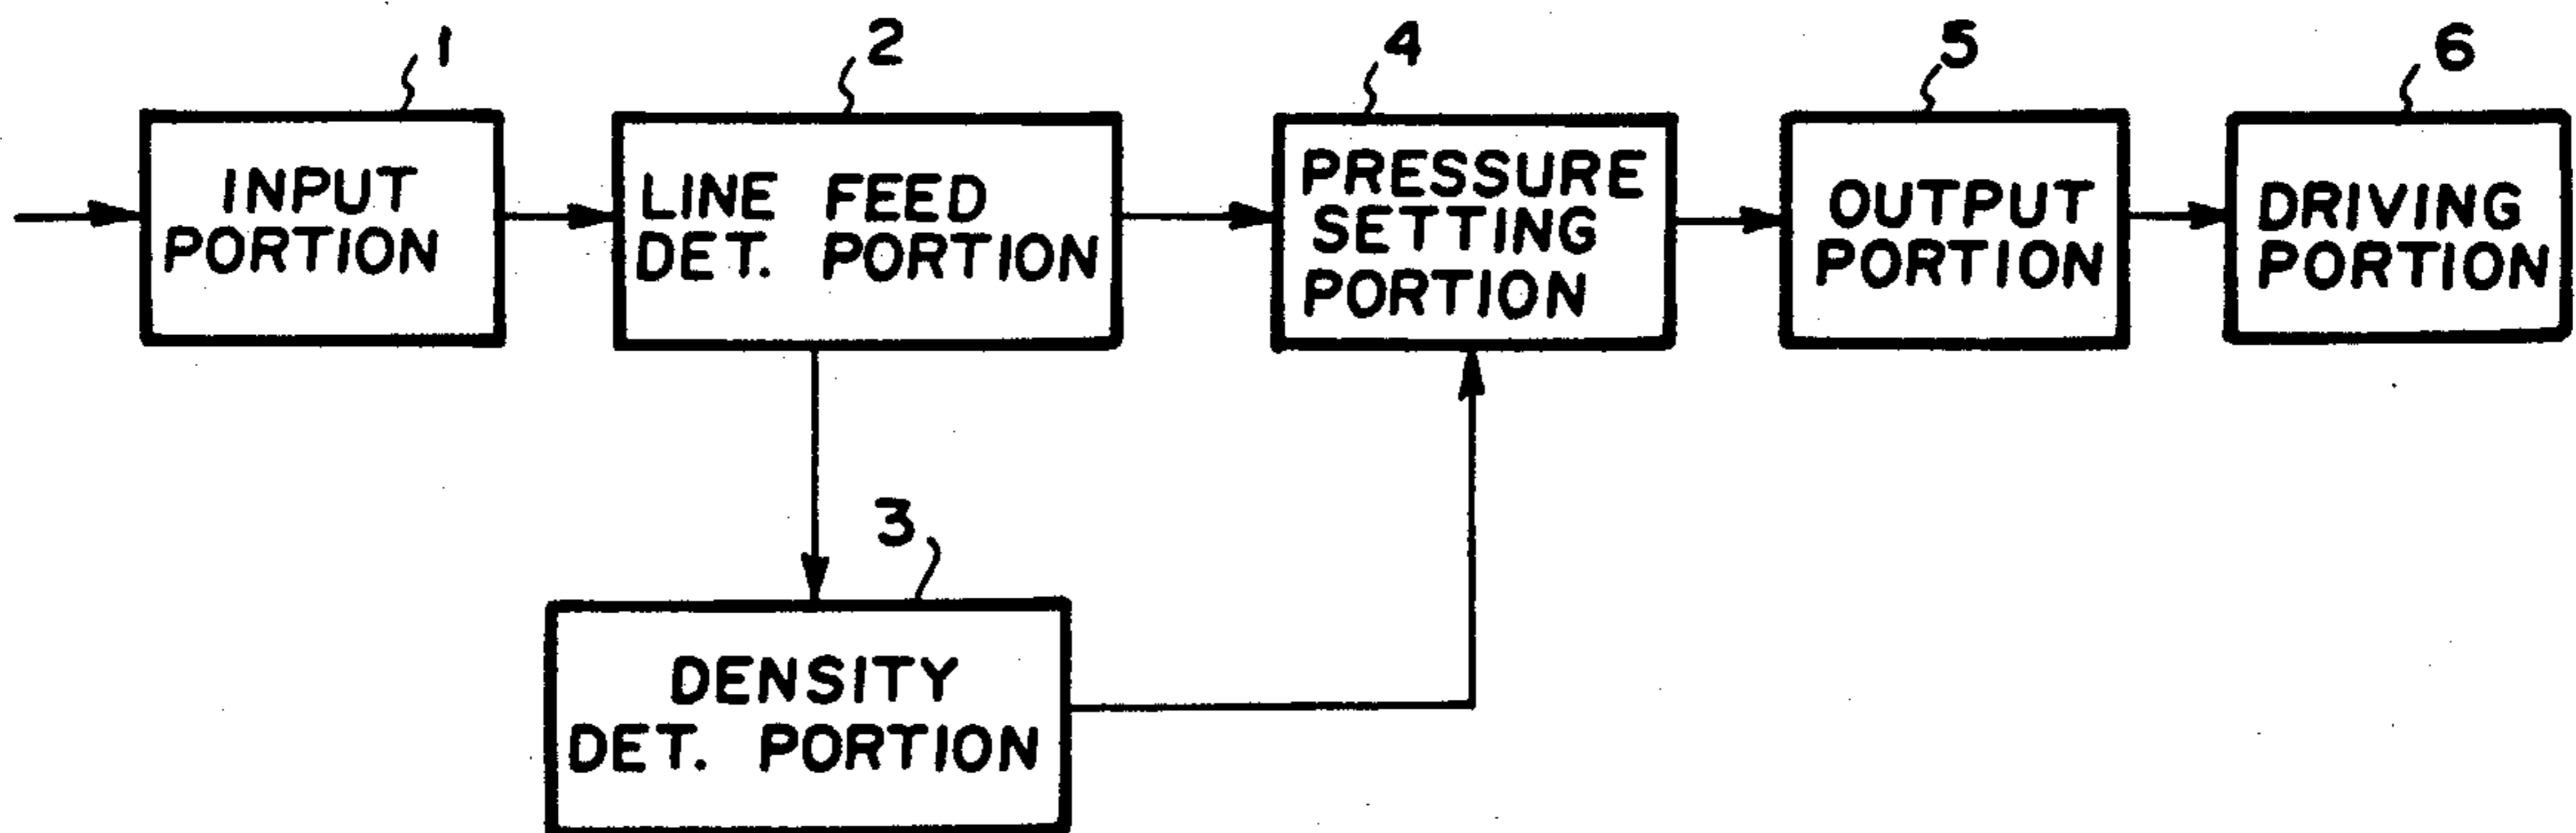 1
INPUT
PORTION
2
LINE FEED
DET. PORTION
3
DENSITY
DET. PORTION
4
PRESSURE
SETTING
PORTION
5
OUTPUT
PORTION
6
DRIVING
PORTION